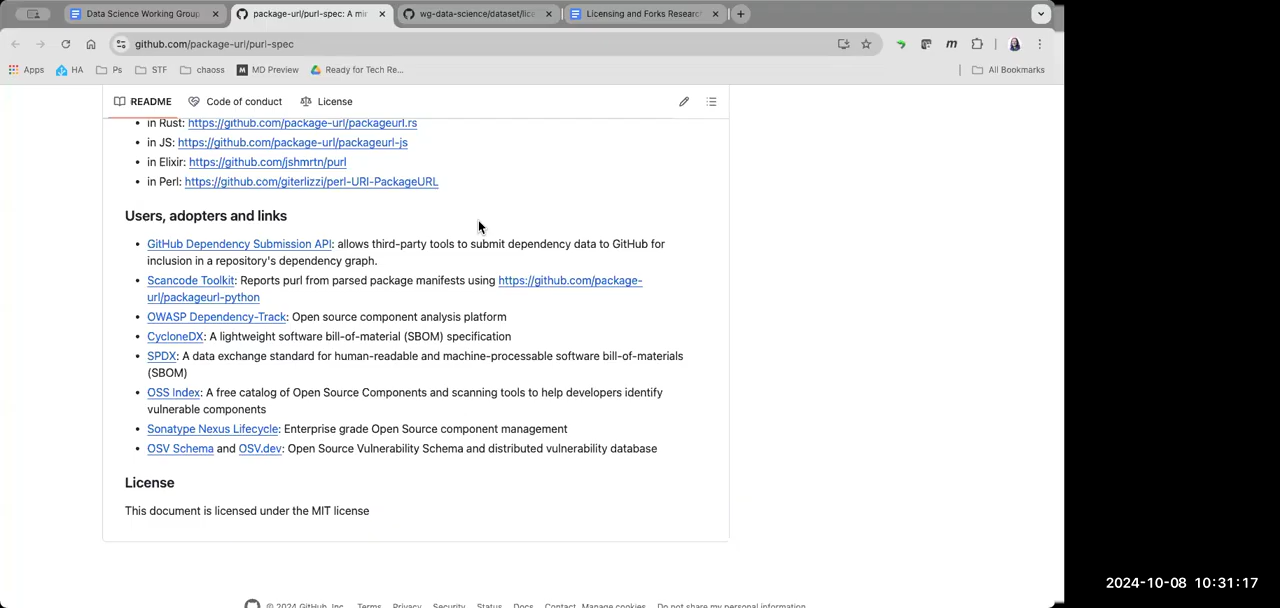 Data Science Working Group
package-url/purl-spec: A mi
wg-data-science/dataset/lice
Licensing and Forks Researc
github.com/package-url/purl-spec
Apps
HA
Ps
STF
chaoss
MD Preview
Ready for Tech Re...
All Bookmarks
README
Code of conduct
License
• in Rust: https://github.com/package-url/packageurl.rs
• in JS: https://github.com/package-url/packageurl-js
• in Elixir: https://github.com/jshmrtn/purl
• in Perl: https://github.com/giterlizzi/perl-URI-PackageURL
Users, adopters and links
• GitHub Dependency Submission API: allows third-party tools to submit dependency data to GitHub for
inclusion in a repository's dependency graph.
• Scancode Toolkit: Reports purl from parsed package manifests using https://github.com/package-
url/packageurl-python
• OWASP Dependency-Track: Open source component analysis platform
• CycloneDX: A lightweight software bill-of-material (SBOM) specification
• SPDX: A data exchange standard for human-readable and machine-processable software bill-of-materials
(SBOM)
• OSS Index: A free catalog of Open Source Components and scanning tools to help developers identify
vulnerable components
• Sonatype Nexus Lifecycle: Enterprise grade Open Source component management
• OSV Schema and OSV.dev: Open Source Vulnerability Schema and distributed vulnerability database
License
This document is licensed under the MIT license
© 2024 GitHub, Inc. Terms Privacy Security Status Docs Contact Manage cookies Do not share my personal information
2024-10-08 10:31:17